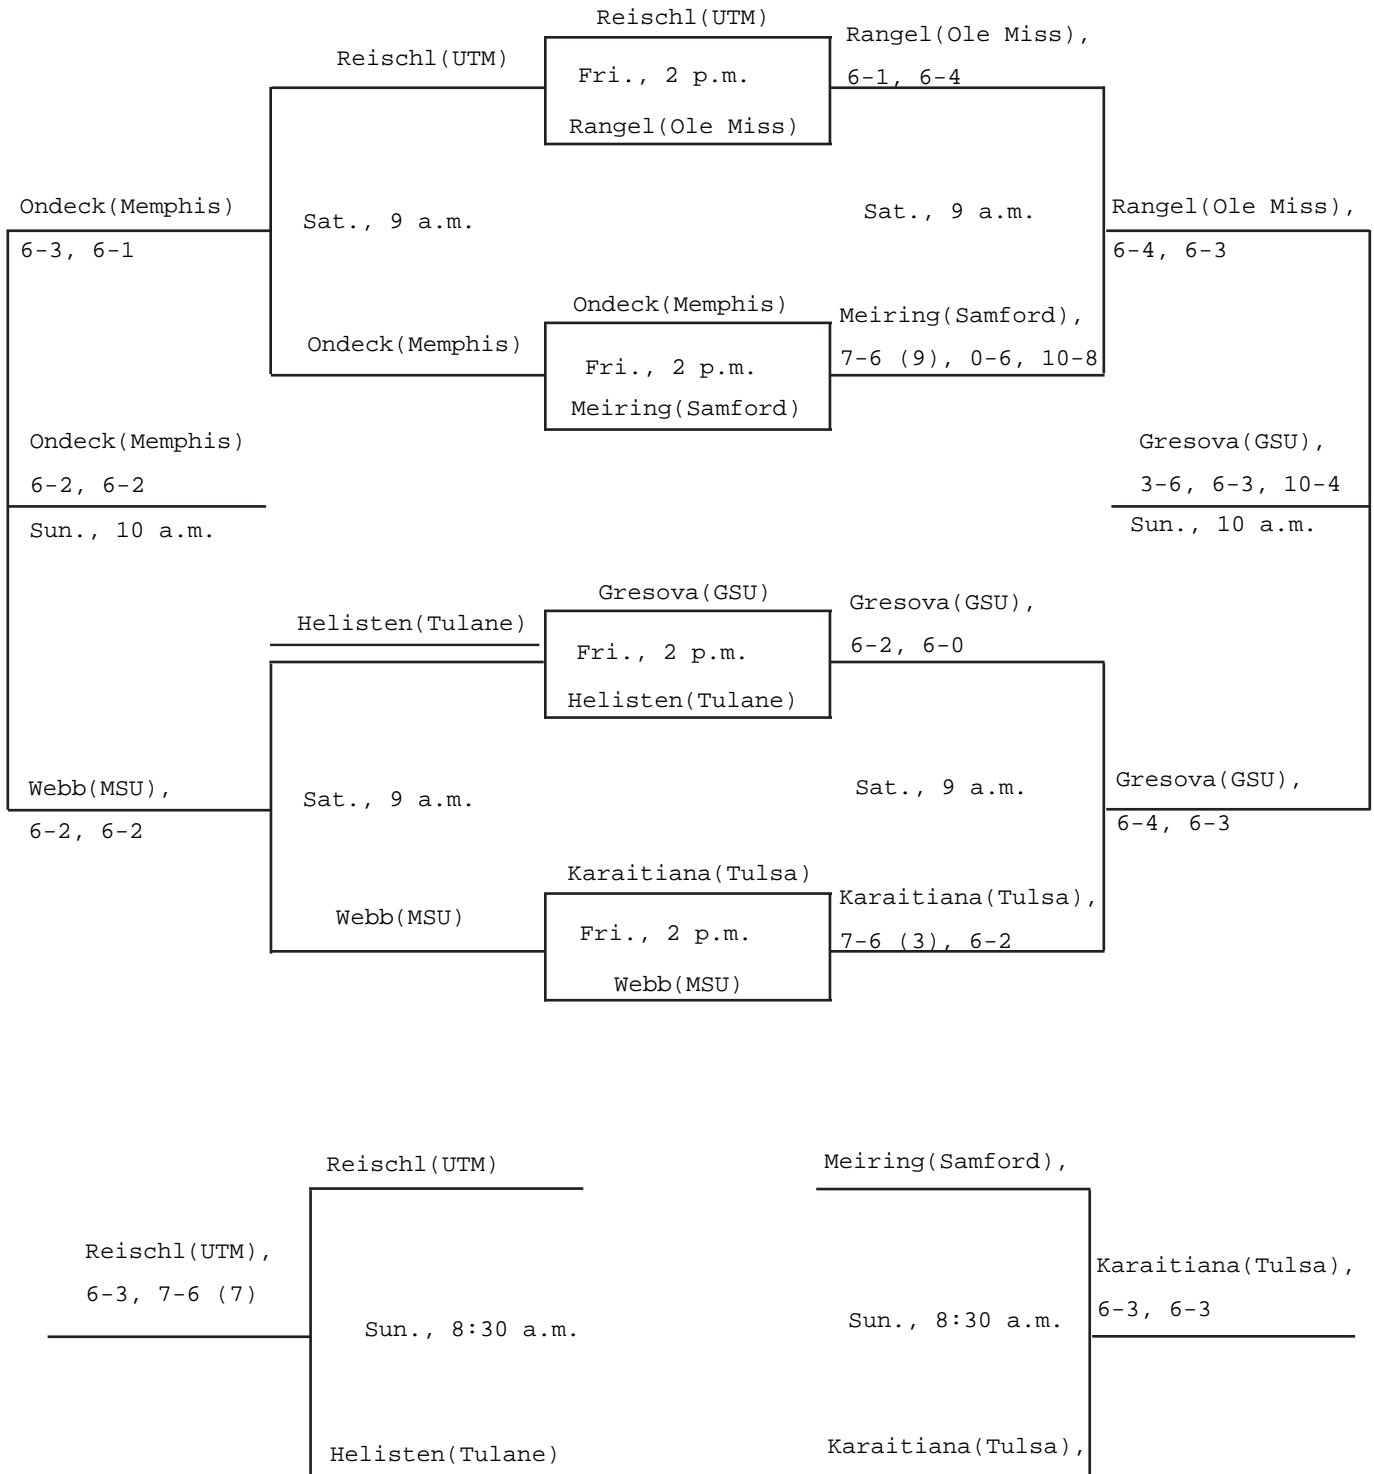 Reischl(UTM)
Rangel(Ole Miss),
Reischl(UTM)
Fri., 2 p.m.
6-1, 6-4
Rangel(Ole Miss)
Ondeck(Memphis)
Sat., 9 a.m.
Sat., 9 a.m.
Rangel(Ole Miss),
6-3, 6-1
6-4, 6-3
Ondeck(Memphis)
Meiring(Samford),
Ondeck(Memphis)
Fri., 2 p.m.
7-6 (9), 0-6, 10-8
Meiring(Samford)
Ondeck(Memphis)
Gresova(GSU),
6-2, 6-2
3-6, 6-3, 10-4
Sun., 10 a.m.
Sun., 10 a.m.
Gresova(GSU)
Gresova(GSU),
Helisten(Tulane)
Fri., 2 p.m.
6-2, 6-0
Helisten(Tulane)
Webb(MSU),
Sat., 9 a.m.
Sat., 9 a.m.
Gresova(GSU),
6-2, 6-2
6-4, 6-3
Karaitiana(Tulsa)
Karaitiana(Tulsa),
Webb(MSU)
Fri., 2 p.m.
7-6 (3), 6-2
Webb(MSU)
Reischl(UTM)
Meiring(Samford),
Reischl(UTM),
6-3, 7-6 (7)
Karaitiana(Tulsa),
6-3, 6-3
Sun., 8:30 a.m.
Sun., 8:30 a.m.
Helisten(Tulane)
Karaitiana(Tulsa),